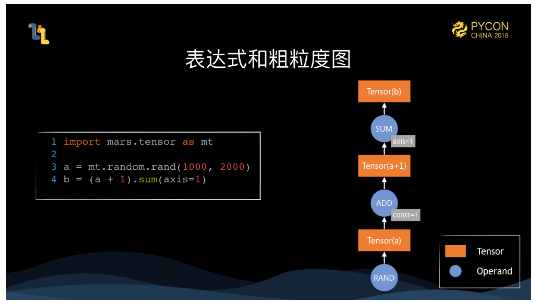 PYCON
CHINA 2018
表达式和粗粒度图
1 import mars.tensor as mt
2
3 a = mt.random.rand(1000, 2000)
4 b = (a + 1).sum(axis=1)
Tensor(b)
SUM
axis=1
Tensor(a+1)
ADD
const=1
Tensor(a)
RAND
Tensor
Operand